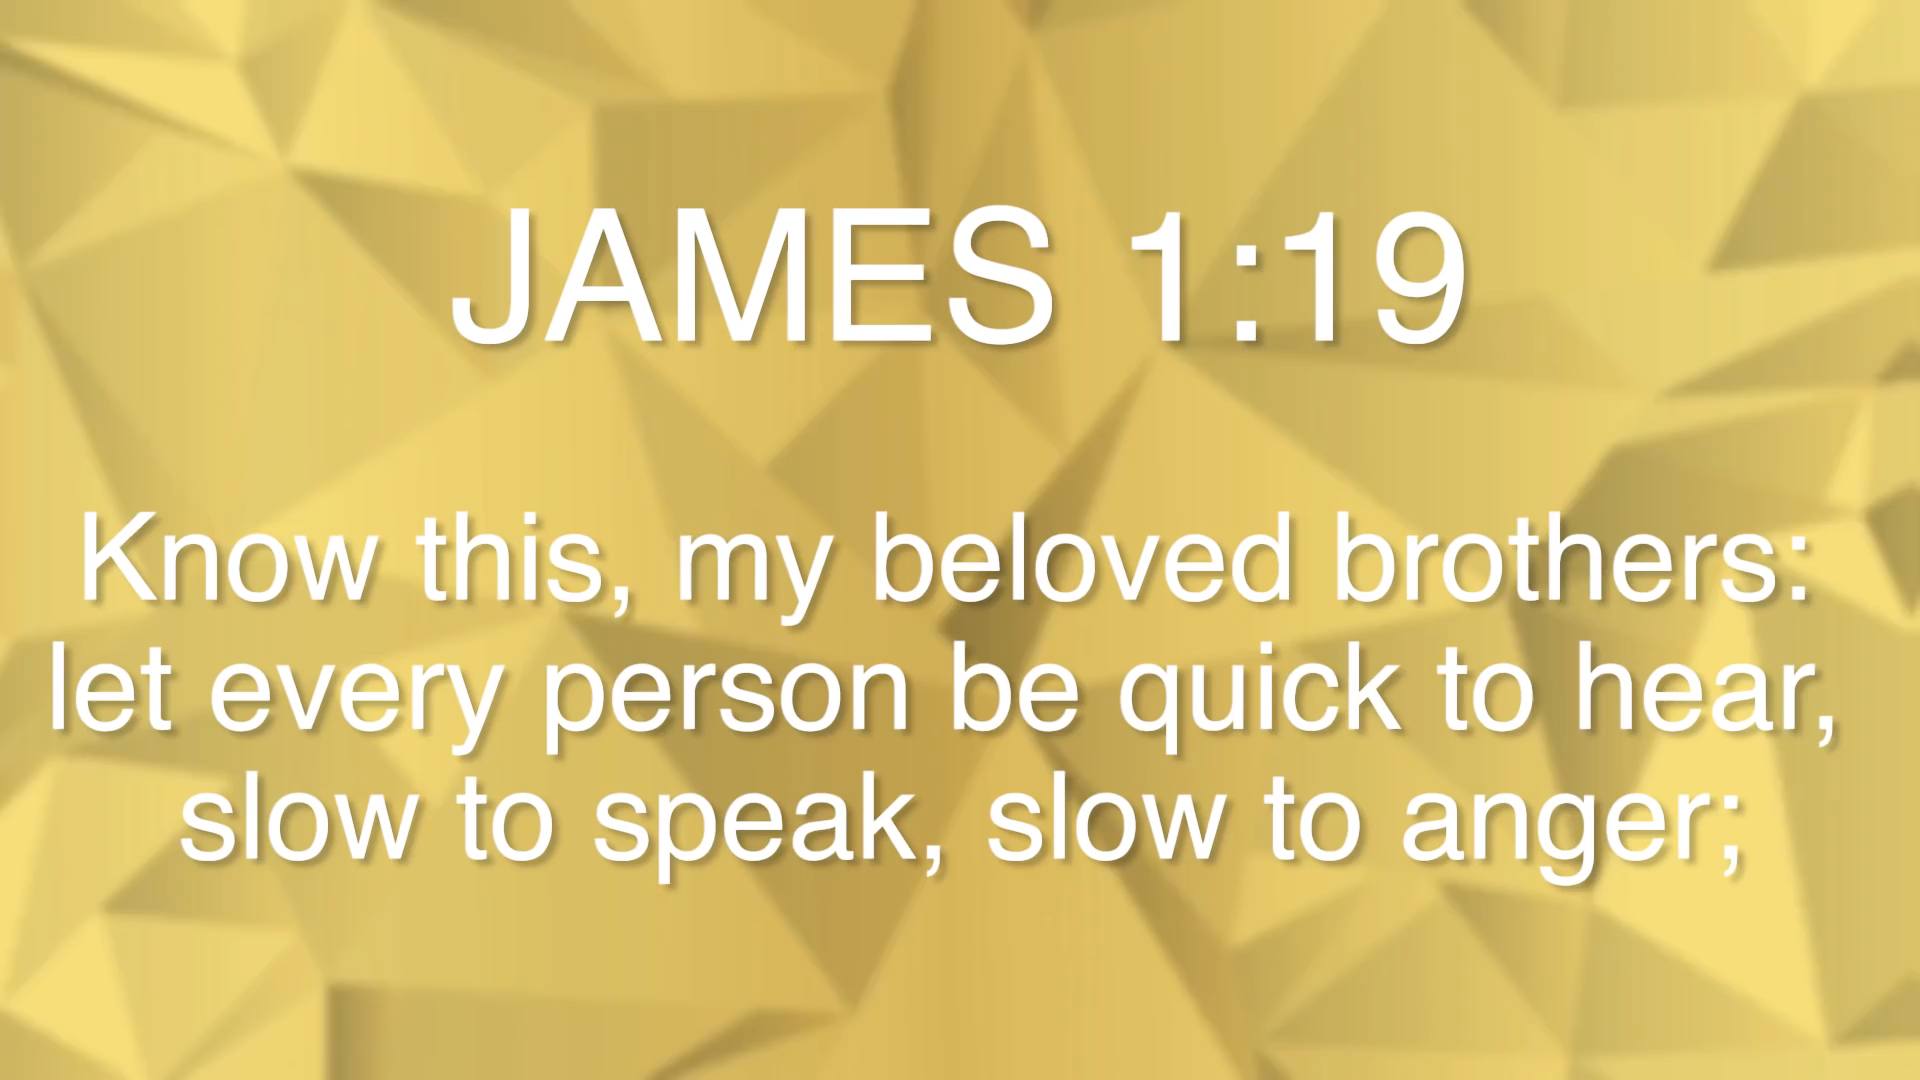 JAMES 1:19
Know this, my beloved brothers:
let every person be quick to hear,
slow to speak, slow to anger;